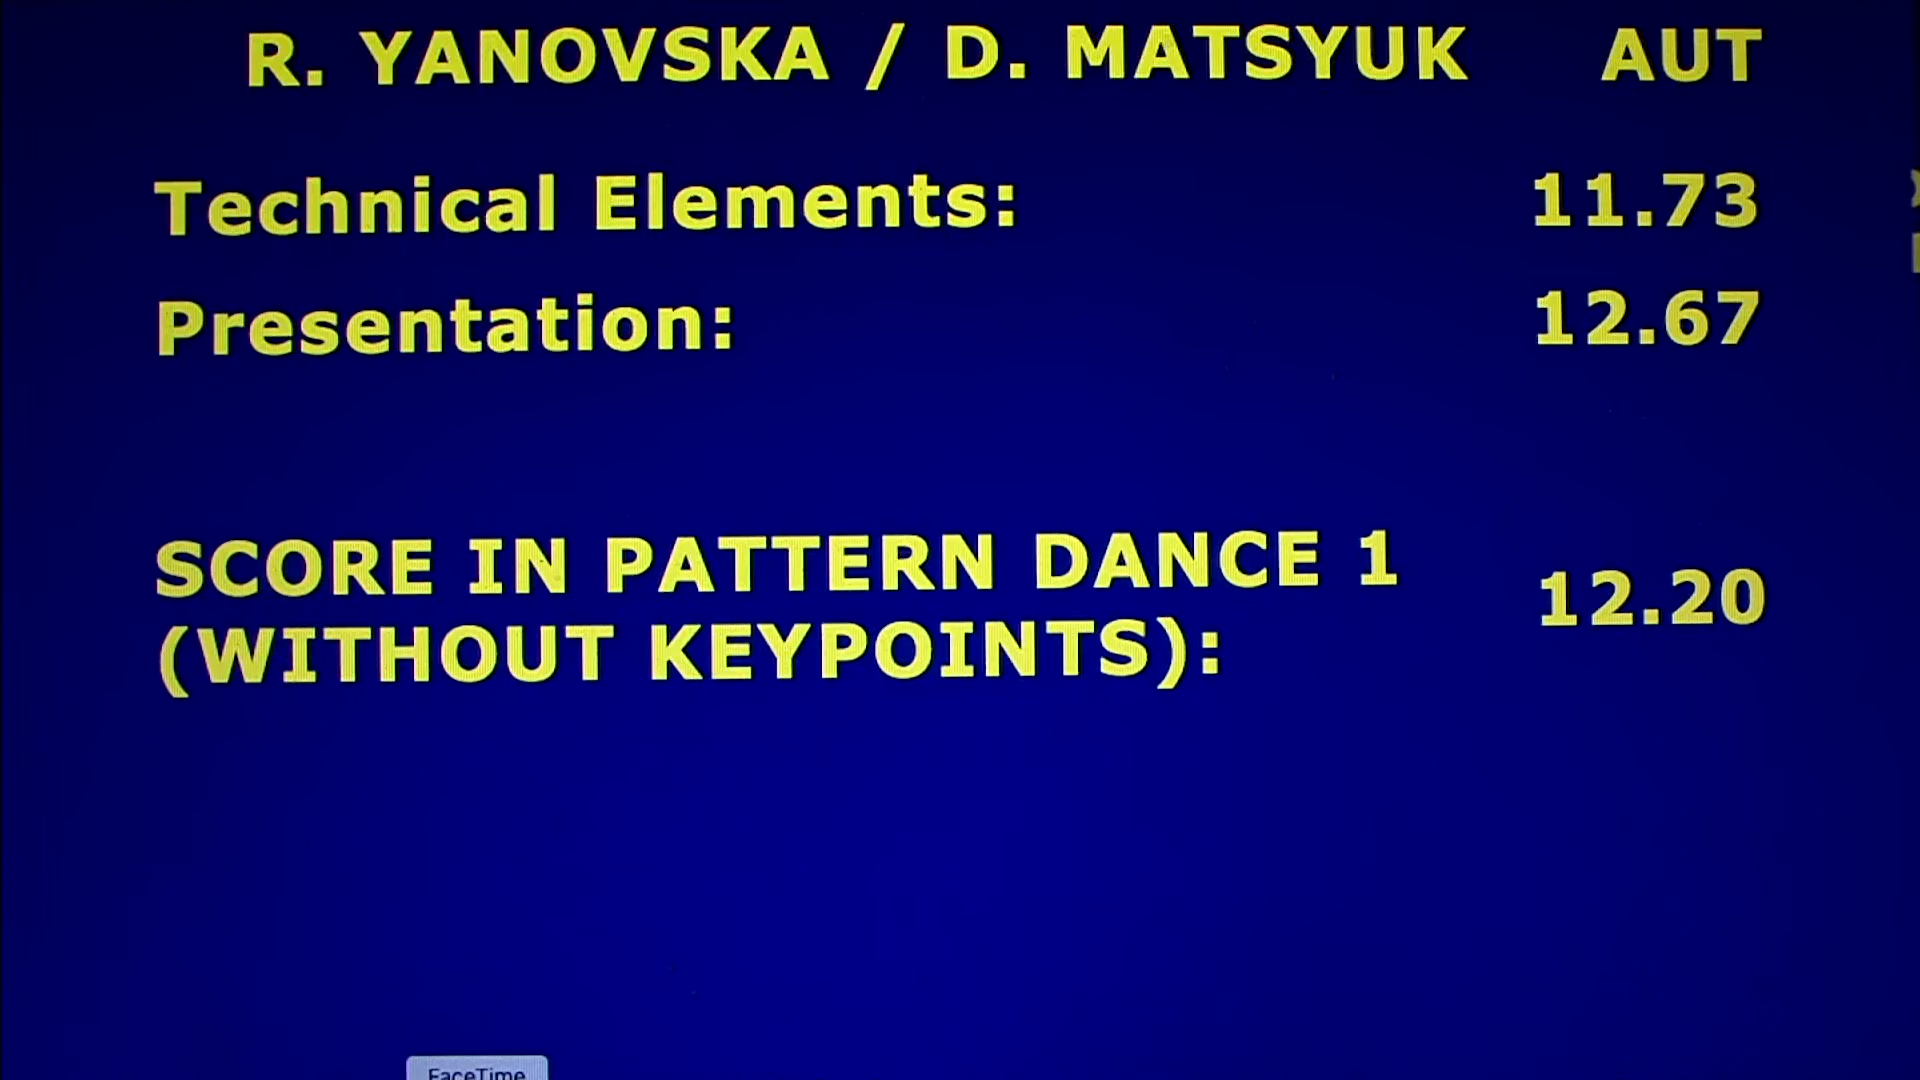 R. YANOVSKA / D. MATSYUK AUT
Technical Elements: 11.73
Presentation: 12.67
SCORE IN PATTERN DANCE 1
(WITHOUT KEYPOINTS): 12.20
FaceTime